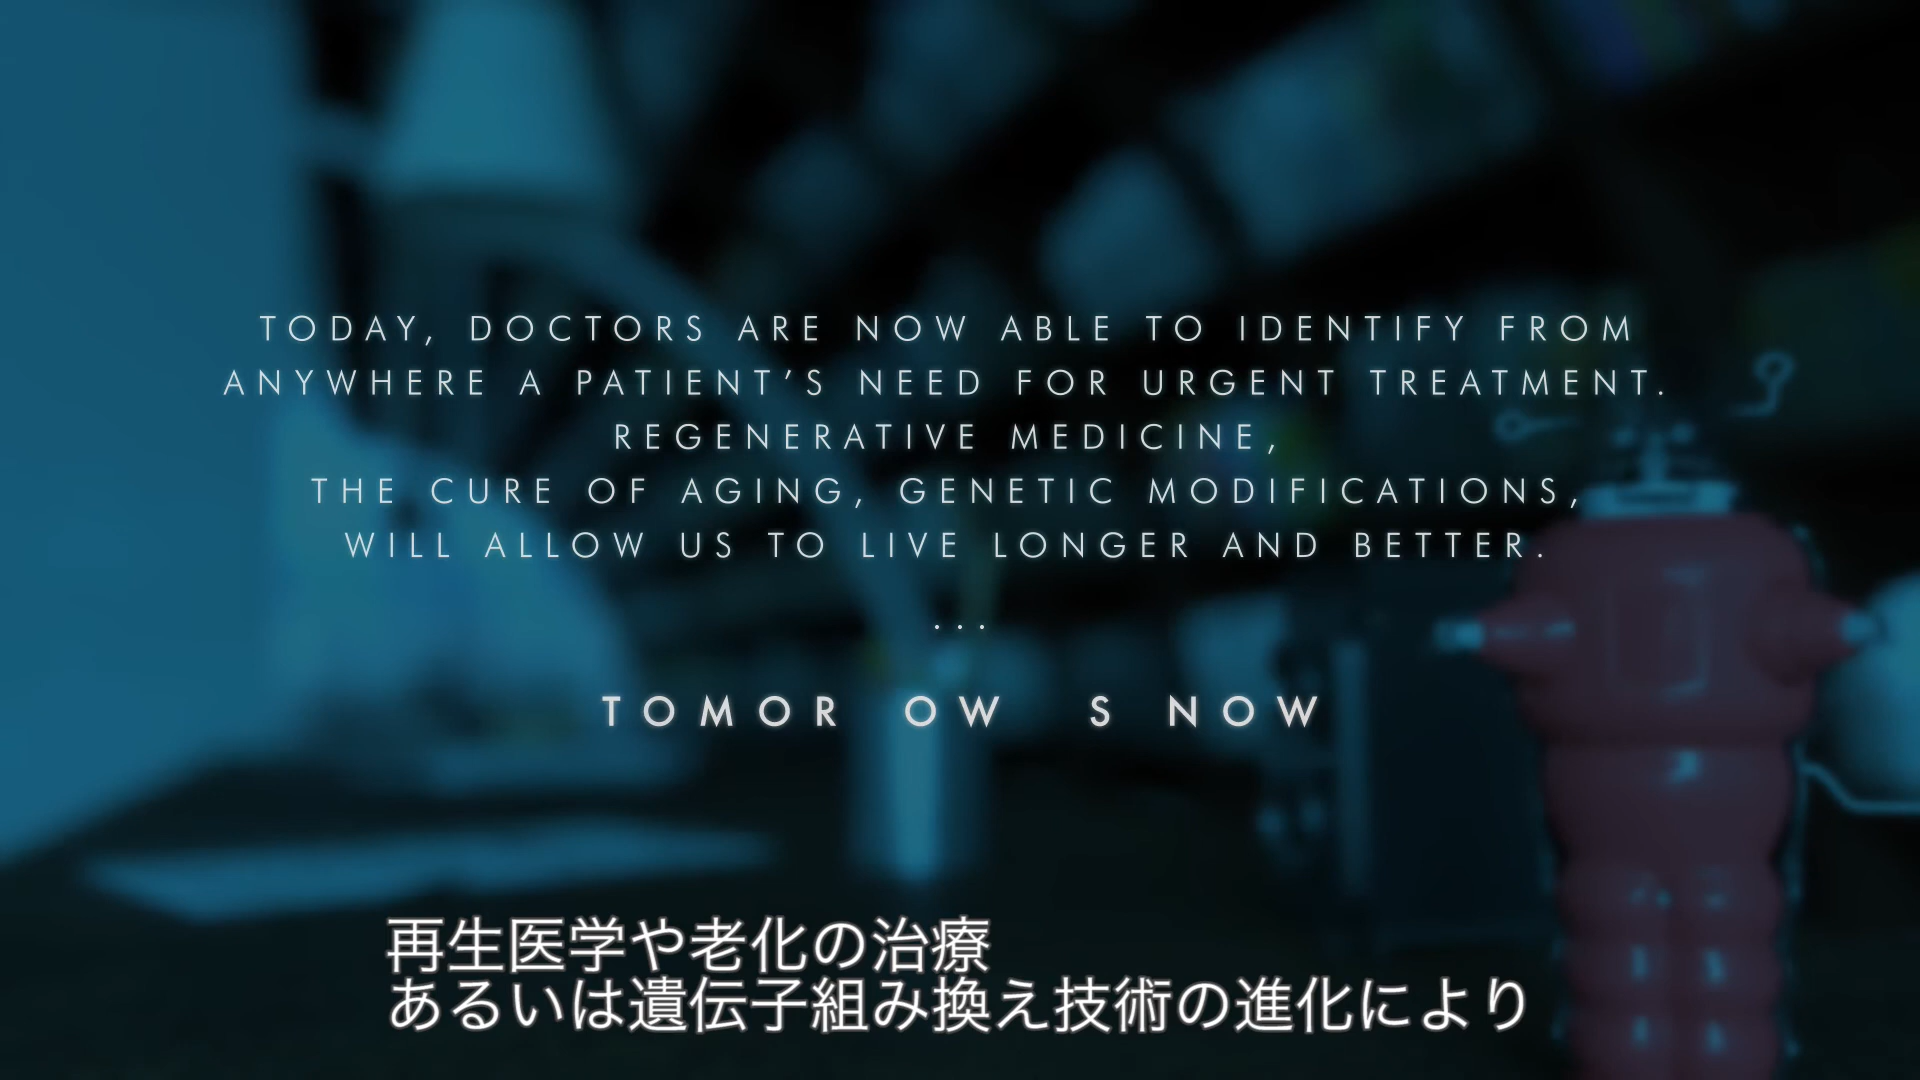 TODAY, DOCTORS ARE NOW ABLE TO IDENTIFY FROM
ANYWHERE A PATIENT'S NEED FOR URGENT TREATMENT.
REGENERATIVE MEDICINE,
THE CURE OF AGING, GENETIC MODIFICATIONS,
WILL ALLOW US TO LIVE LONGER AND BETTER.
...
TOMOR OW S NOW
再生医学や老化の治療
あるいは遺伝子組み換え技術の進化により